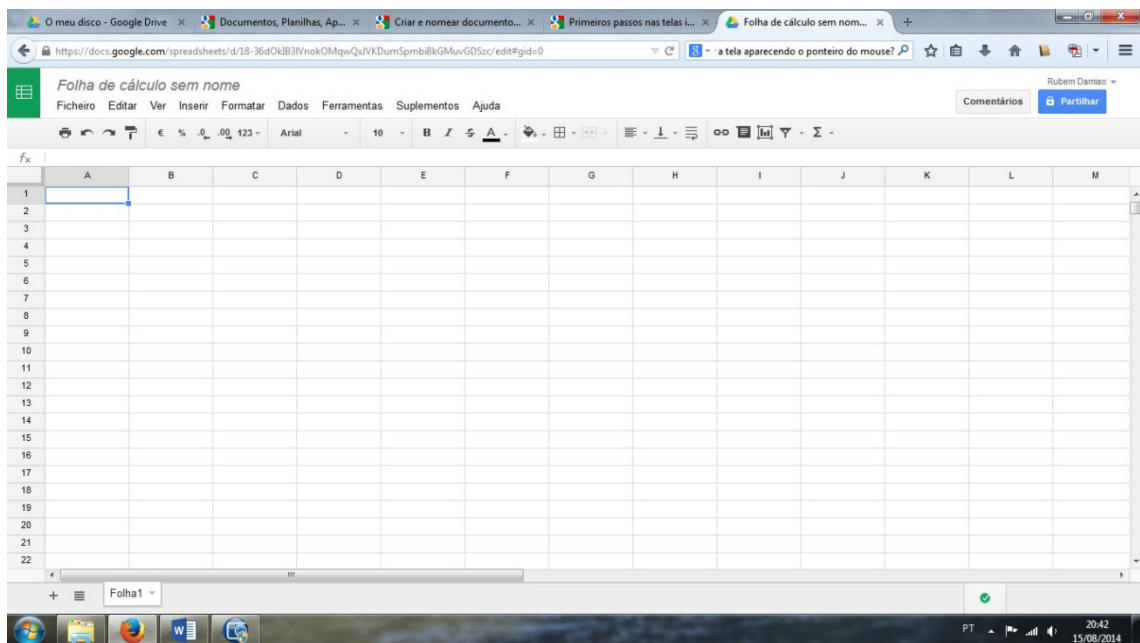 O meu disco - Google Drive × Documentos, Planilhas, Ap... × Criar e nomear documento... × Primeiros passos nas telas i... × Folha de cálculo sem nom... × +
https://docs.google.com/spreadsheets/d/ /edit#gid=0 a tela aparecendo o ponteiro do mouse?
Folha de cálculo sem nome
Rubem Damiao
Ficheiro Editar Ver Inserir Formatar Dados Ferramentas Suplementos Ajuda
Comentários Partilhar
€ % .0 .00 123 Arial 10 B I S A Σ
fx
A B C D E F G H I J K L M
1
2
3
4
5
6
7
8
9
10
11
12
13
14
15
16
17
18
19
20
21
22
+ Folha1
PT 20:42
15/08/2014